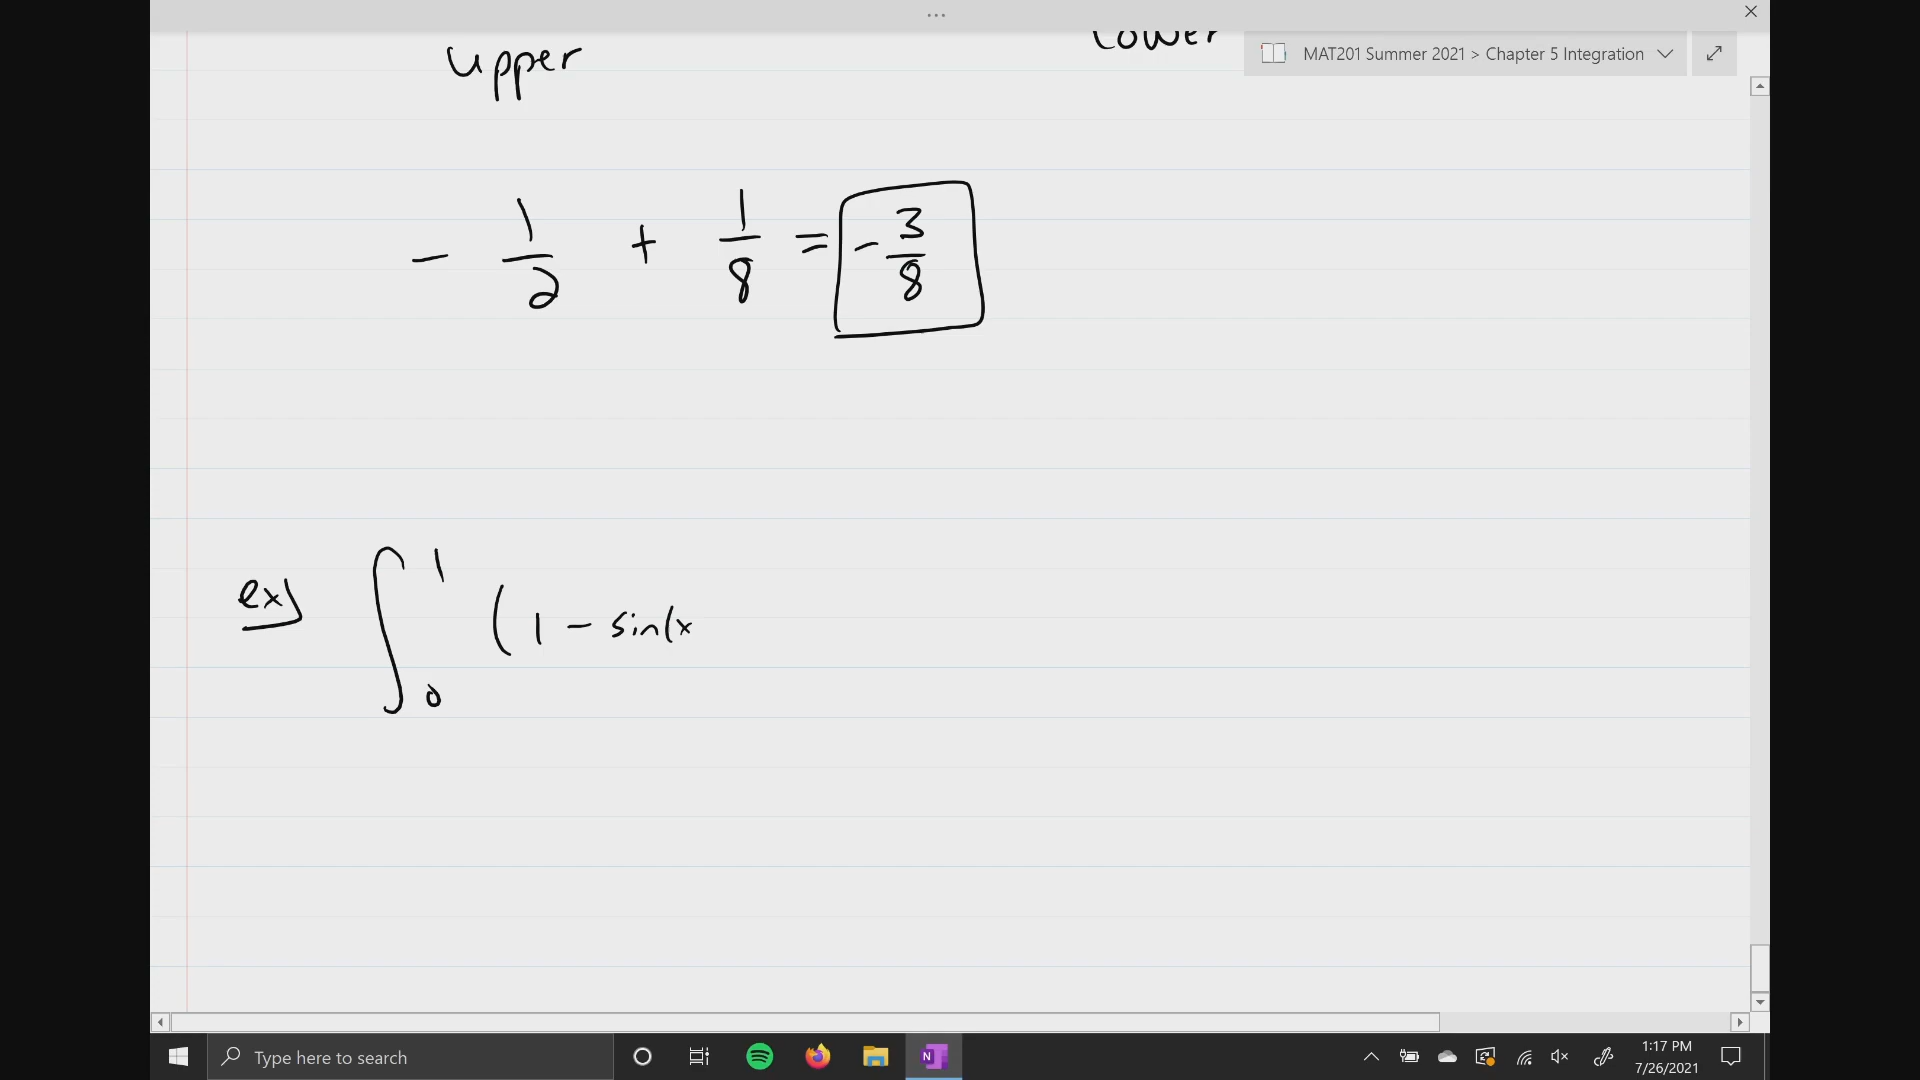 ...
lower
upper
MAT201 Summer 2021 > Chapter 5 Integration
- 1/2 + 1/8 = - 3/8
ex) ∫₀¹ (1 - sin(x
Type here to search
N
1:17 PM
7/26/2021